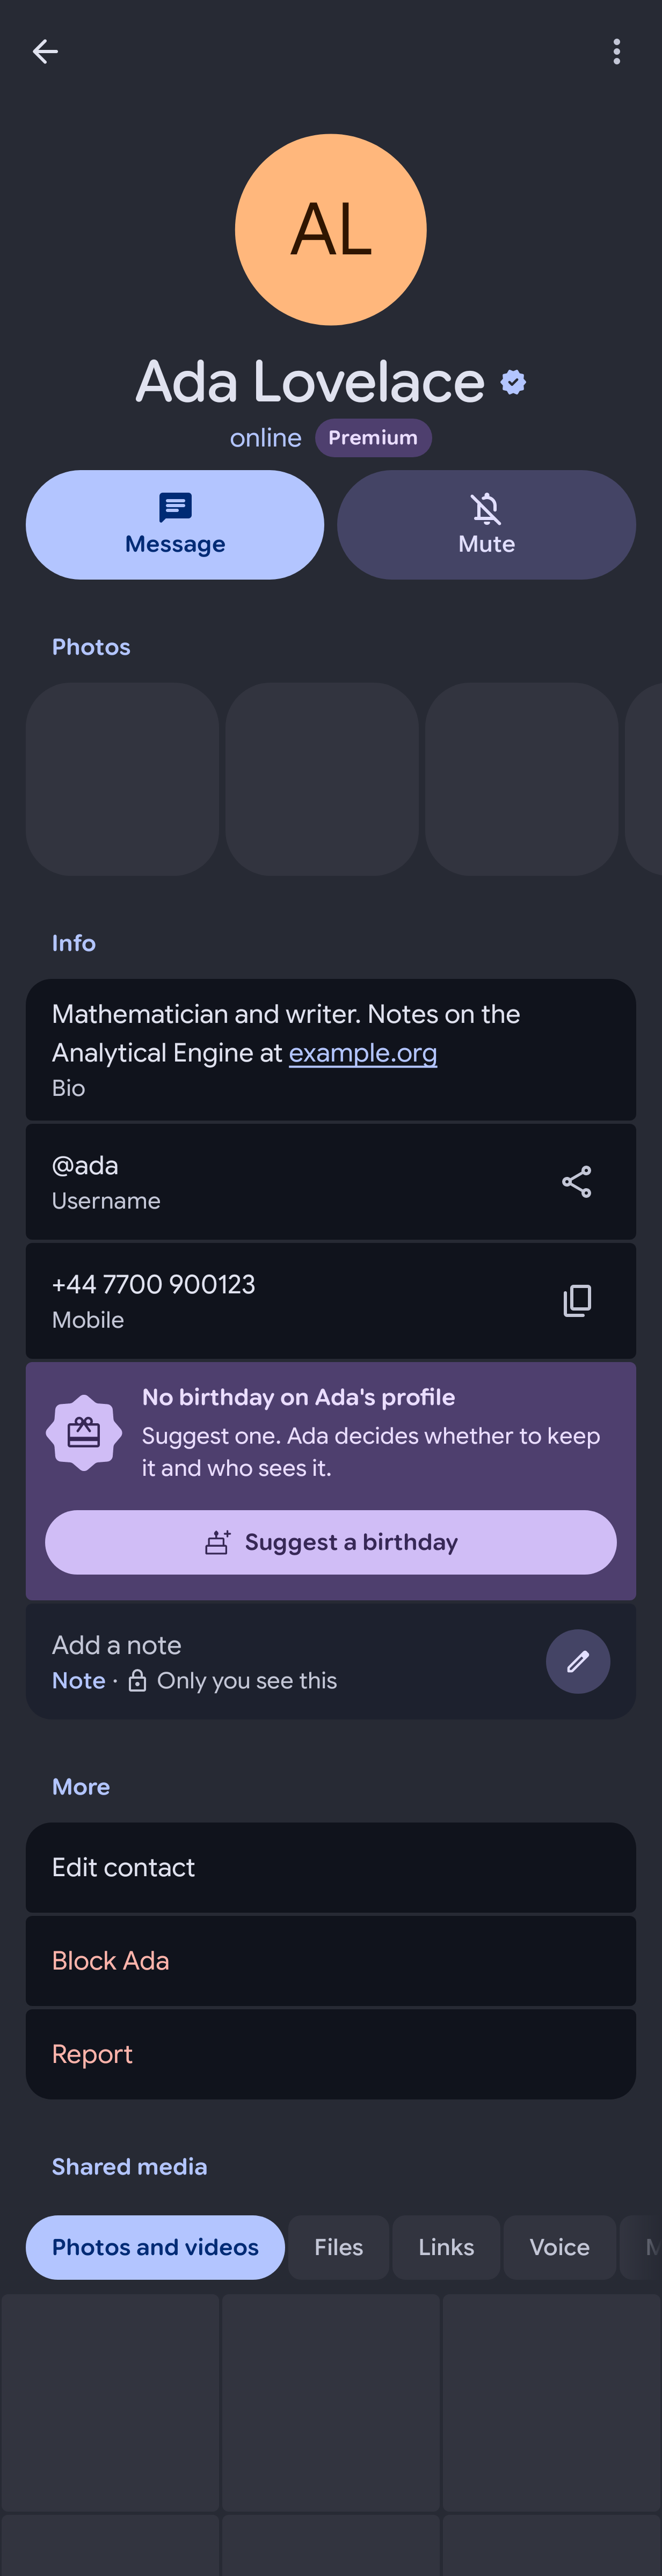 AL
Ada Lovelace
online Premium
Message
Mute
Photos
Info
Mathematician and writer. Notes on the
Analytical Engine at example.org
Bio
@ada
Username
+44 7700 900123
Mobile
No birthday on Ada's profile
Suggest one. Ada decides whether to keep
it and who sees it.
Suggest a birthday
Add a note
Note · Only you see this
More
Edit contact
Block Ada
Report
Shared media
Photos and videos Files Links Voice